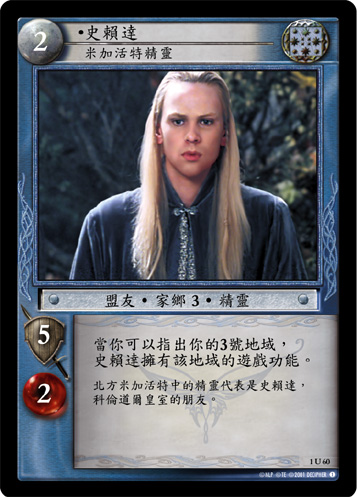 2
•史賴達
米加活特精靈
盟友 • 家鄉 3 • 精靈
5
2
當你可以指出你的3號地域，
史賴達擁有該地域的遊戲功能。
北方米加活特中的精靈代表是史賴達，
科倫道爾皇室的朋友。
1 U 60